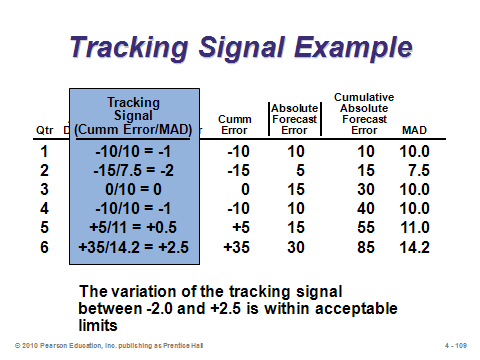 Tracking Signal Example
Tracking
Signal
(Cumm Error/MAD)
Cumm
Error
Absolute
Forecast
Error
Cumulative
Absolute
Forecast
Error
Qtr D r MAD
1 -10/10 = -1 -10 10 10 10.0
2 -15/7.5 = -2 -15 5 15 7.5
3 0/10 = 0 0 15 30 10.0
4 -10/10 = -1 -10 10 40 10.0
5 +5/11 = +0.5 +5 15 55 11.0
6 +35/14.2 = +2.5 +35 30 85 14.2
The variation of the tracking signal
between -2.0 and +2.5 is within acceptable
limits
© 2010 Pearson Education, Inc. publishing as Prentice Hall
4 - 109